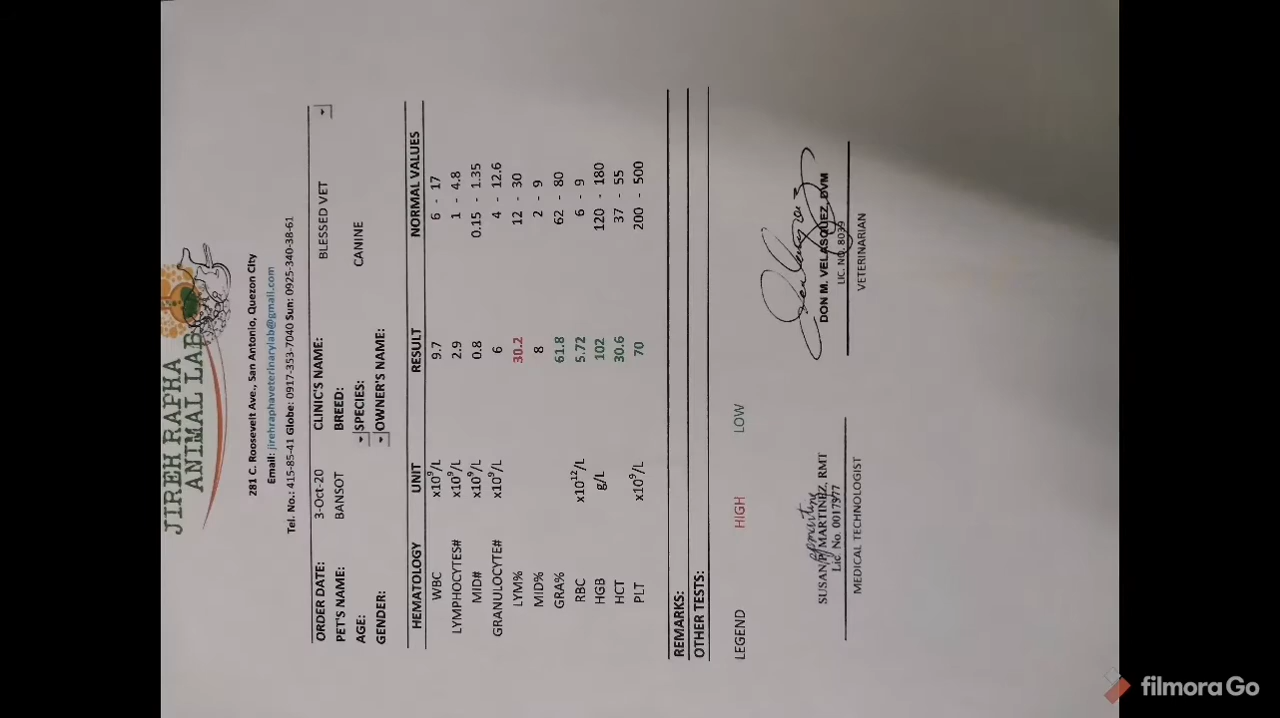 JIREH RAPHA
ANIMAL LAB
281 C. Roosevelt Ave., San Antonio, Quezon City
Email: jirehraphaveterinarylab@gmail.com
Tel. No.: 415-85-41 Globe: 0917-353-7040 Sun: 0925-340-38-61
ORDER DATE: 3-Oct-20 CLINIC'S NAME: BLESSED VET
PET'S NAME: BANSOT BREED:
AGE: SPECIES: CANINE
GENDER: OWNER'S NAME:
HEMATOLOGY UNIT RESULT NORMAL VALUES
WBC x10⁹/L 9.7 6 - 17
LYMPHOCYTES# x10⁹/L 2.9 1 - 4.8
MID# x10⁹/L 0.8 0.15 - 1.35
GRANULOCYTE# x10⁹/L 6 4 - 12.6
LYM% 30.2 12 - 30
MID% 8 2 - 9
GRA% 61.8 62 - 80
RBC x10¹²/L 5.72 6 - 9
HGB g/L 102 120 - 180
HCT 30.6 37 - 55
PLT x10⁹/L 70 200 - 500
REMARKS:
OTHER TESTS:
LEGEND HIGH LOW
SUSAN P. MARTINEZ, RMT DON M. VELASQUEZ, DVM
Lic. No. 0017977 LIC. NO. 8039
MEDICAL TECHNOLOGIST VETERINARIAN
filmoraGo